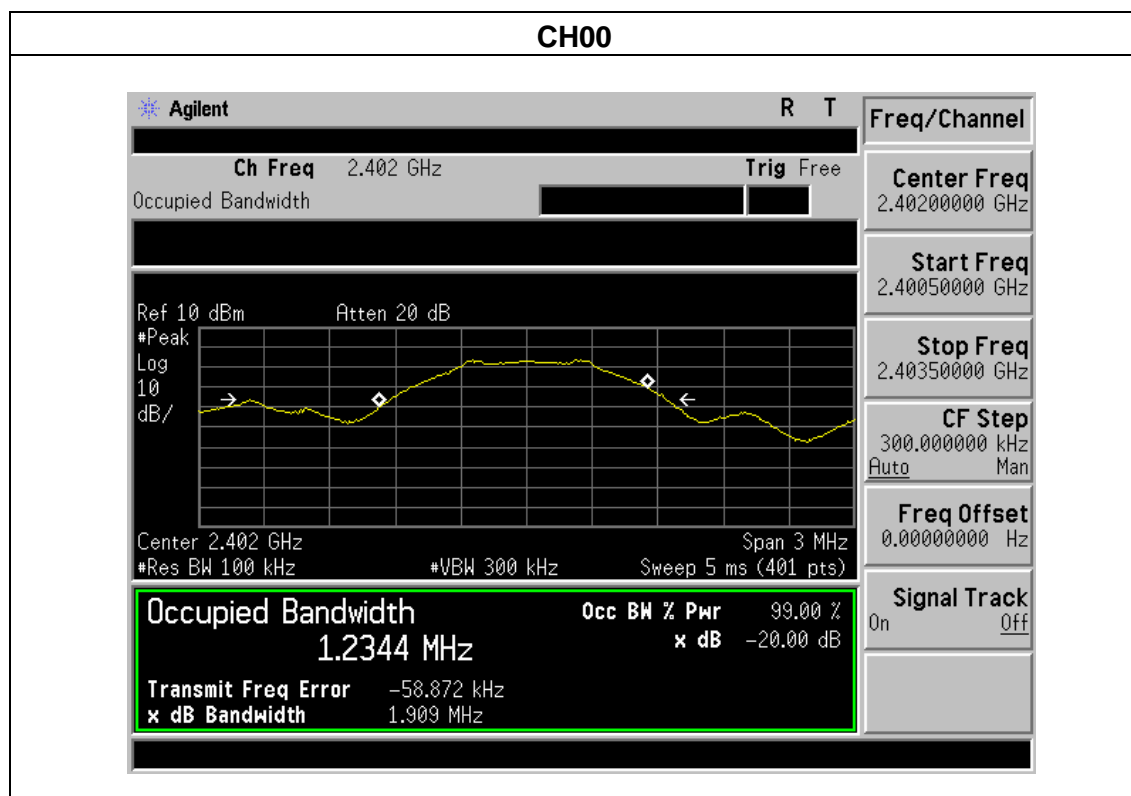 CH00
Agilent R T
Ch Freq 2.402 GHz Trig Free
Occupied Bandwidth
Ref 10 dBm Atten 20 dB
#Peak
Log
10
dB/
Center 2.402 GHz Span 3 MHz
#Res BW 100 kHz #VBW 300 kHz Sweep 5 ms (401 pts)
Occupied Bandwidth Occ BW % Pwr 99.00 %
1.2344 MHz x dB -20.00 dB
Transmit Freq Error -58.872 kHz
x dB Bandwidth 1.909 MHz
Freq/Channel
Center Freq
2.40200000 GHz
Start Freq
2.40050000 GHz
Stop Freq
2.40350000 GHz
CF Step
300.000000 kHz
Auto Man
Freq Offset
0.00000000 Hz
Signal Track
On Off